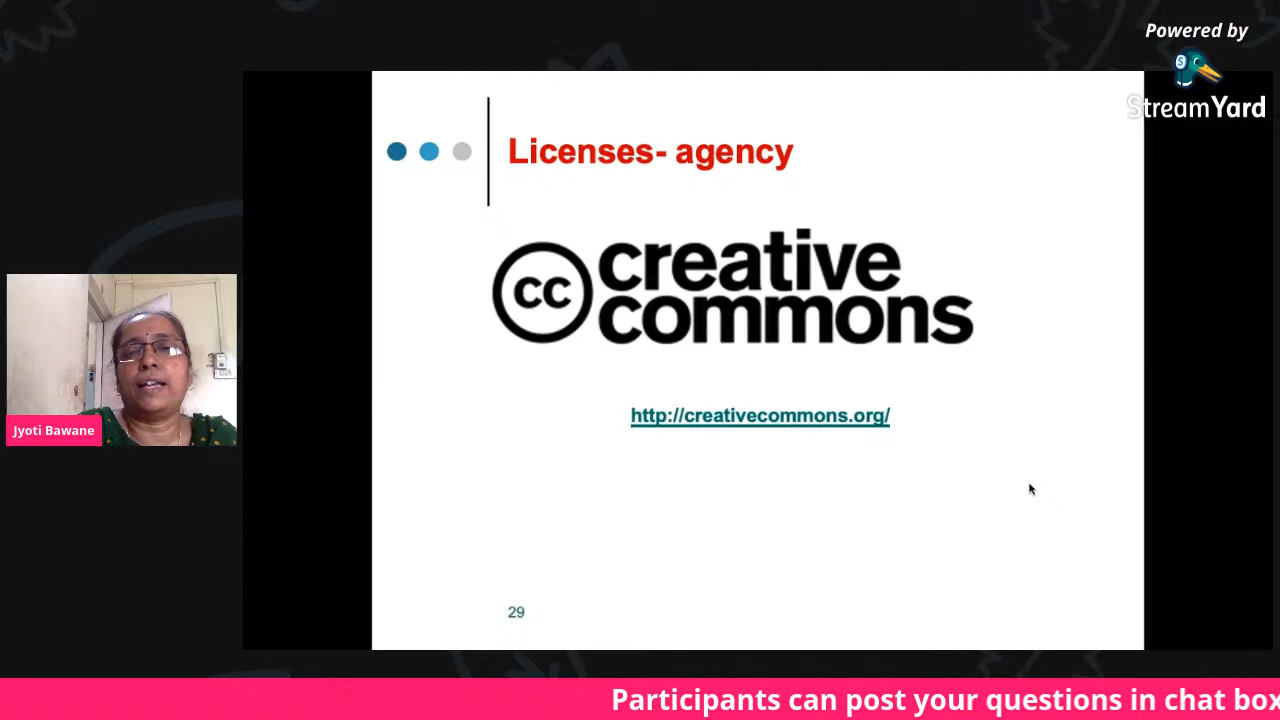 Powered by
StreamYard
Licenses- agency
cc creative
commons
http://creativecommons.org/
Jyoti Bawane
29
Participants can post your questions in chat box